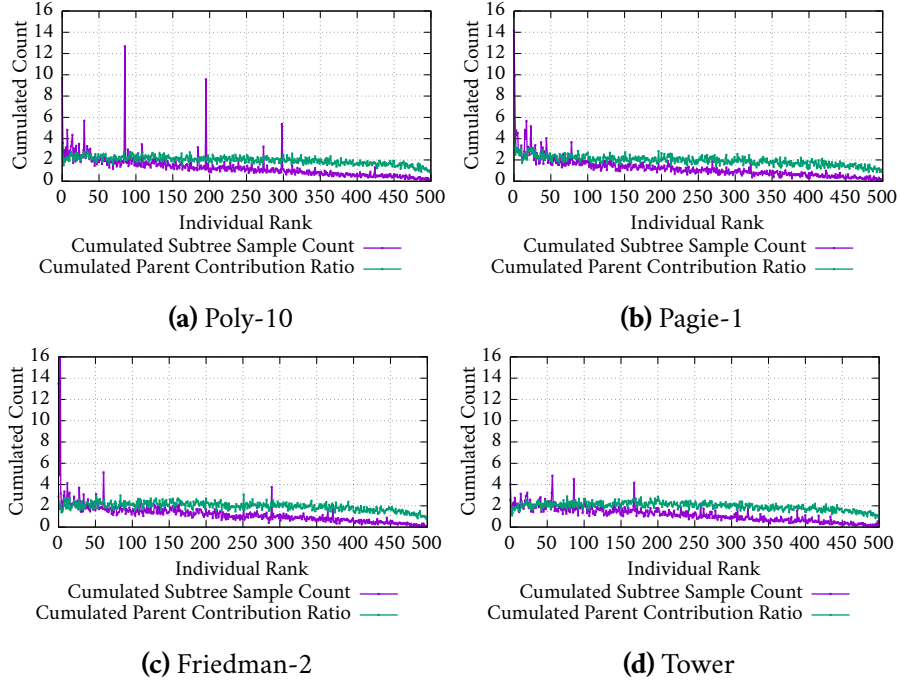 16
14
12
10
8
6
4
2
0
Cumulated Count
0 50 100 150 200 250 300 350 400 450 500
Individual Rank
Cumulated Subtree Sample Count
Cumulated Parent Contribution Ratio
(a) Poly-10
16
14
12
10
8
6
4
2
0
Cumulated Count
0 50 100 150 200 250 300 350 400 450 500
Individual Rank
Cumulated Subtree Sample Count
Cumulated Parent Contribution Ratio
(b) Pagie-1
16
14
12
10
8
6
4
2
0
Cumulated Count
0 50 100 150 200 250 300 350 400 450 500
Individual Rank
Cumulated Subtree Sample Count
Cumulated Parent Contribution Ratio
(c) Friedman-2
16
14
12
10
8
6
4
2
0
Cumulated Count
0 50 100 150 200 250 300 350 400 450 500
Individual Rank
Cumulated Subtree Sample Count
Cumulated Parent Contribution Ratio
(d) Tower